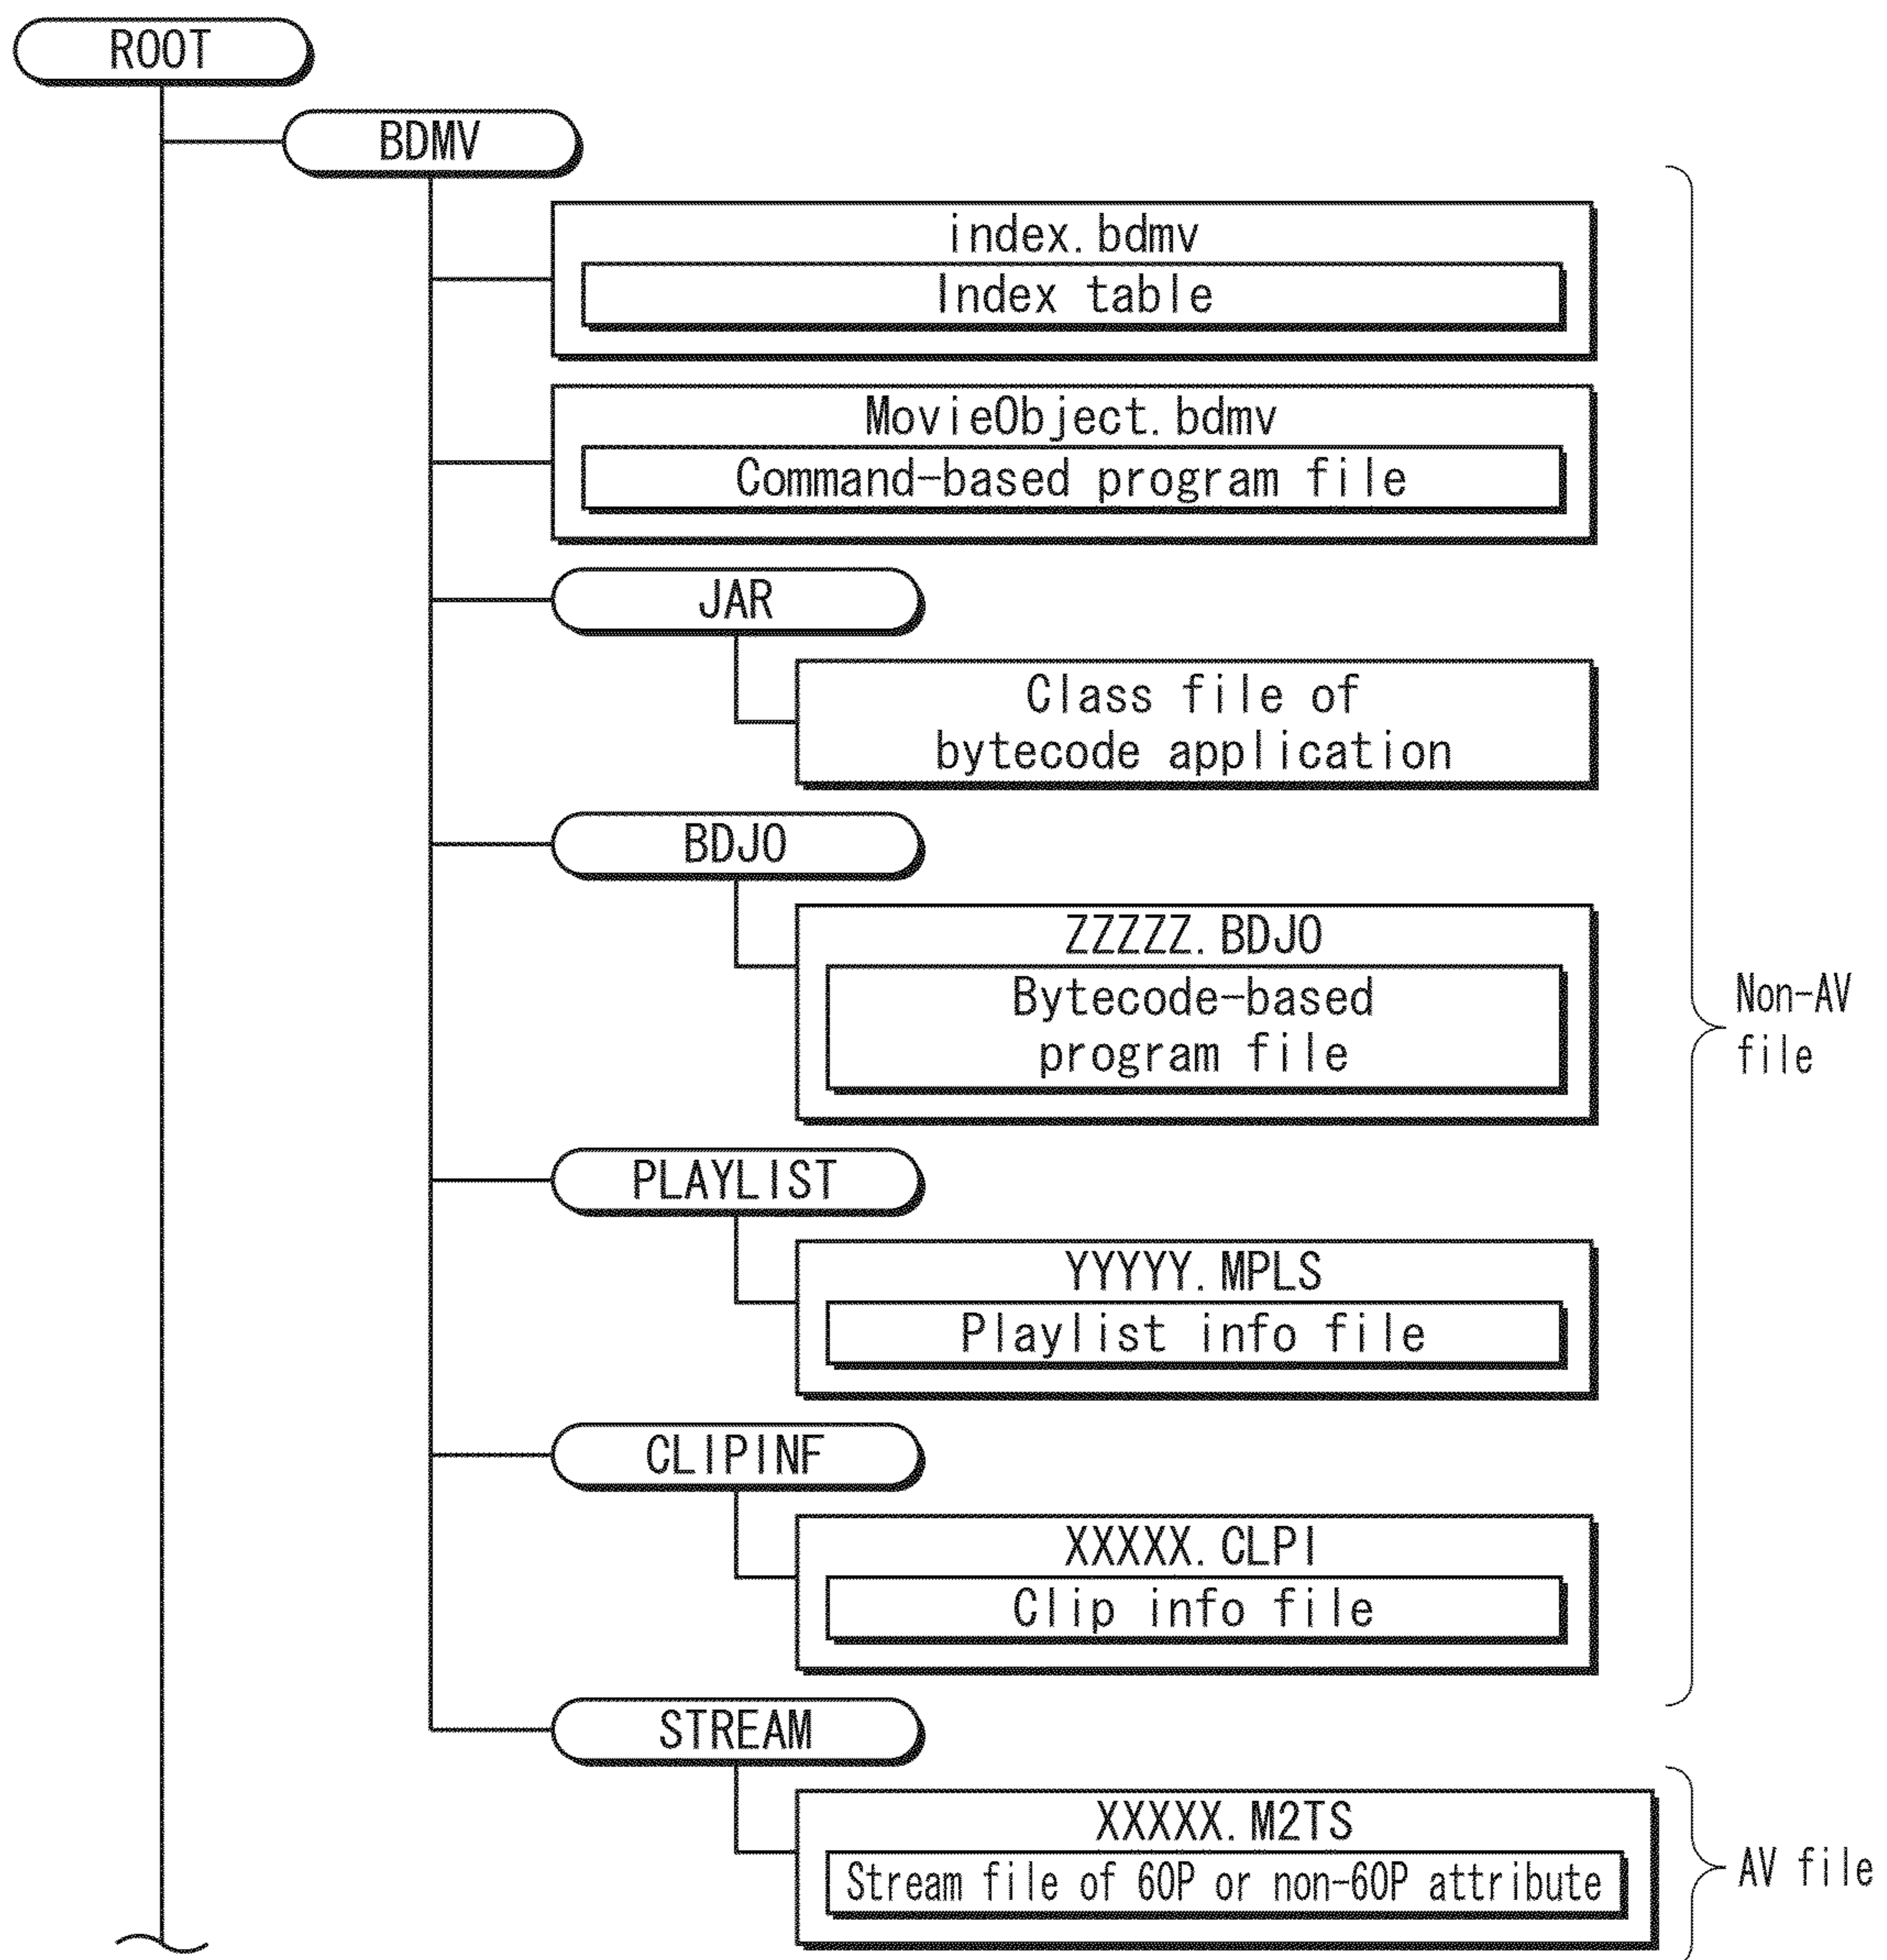 ROOT
BDMV
index.bdmv
Index table
MovieObject.bdmv
Command-based program file
JAR
Class file of
bytecode application
BDJO
ZZZZZ.BDJO
Bytecode-based
program file
Non-AV
file
PLAYLIST
YYYYY.MPLS
Playlist info file
CLIPINF
XXXXX.CLPI
Clip info file
STREAM
XXXXX.M2TS
Stream file of 60P or non-60P attribute
AV file